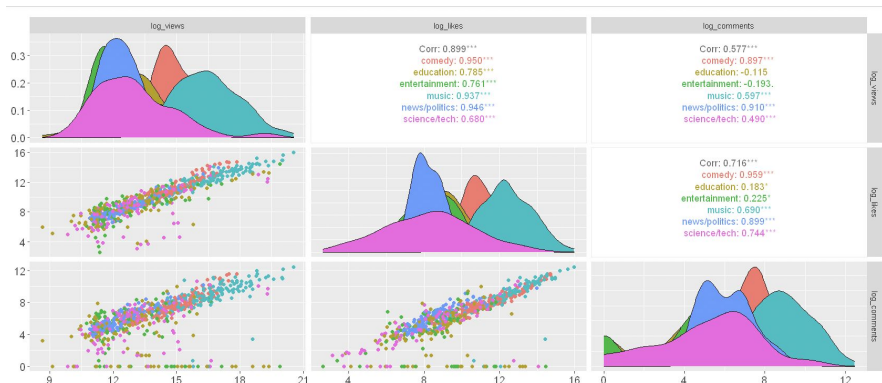 log_views
log_likes
log_comments
0.3
0.2
0.1
0.0
Corr: 0.899***
comedy: 0.950***
education: 0.785***
entertainment: 0.761***
music: 0.937***
news/politics: 0.946***
science/tech: 0.680***
Corr: 0.577***
comedy: 0.897***
education: -0.115
entertainment: -0.193.
music: 0.597***
news/politics: 0.910***
science/tech: 0.490***
log_views
16
12
8
4
Corr: 0.716***
comedy: 0.959***
education: 0.183*
entertainment: 0.225*
music: 0.690***
news/politics: 0.899***
science/tech: 0.744***
log_likes
12
8
4
0
log_comments
9
12
15
18
21
4
8
12
16
0
4
8
12